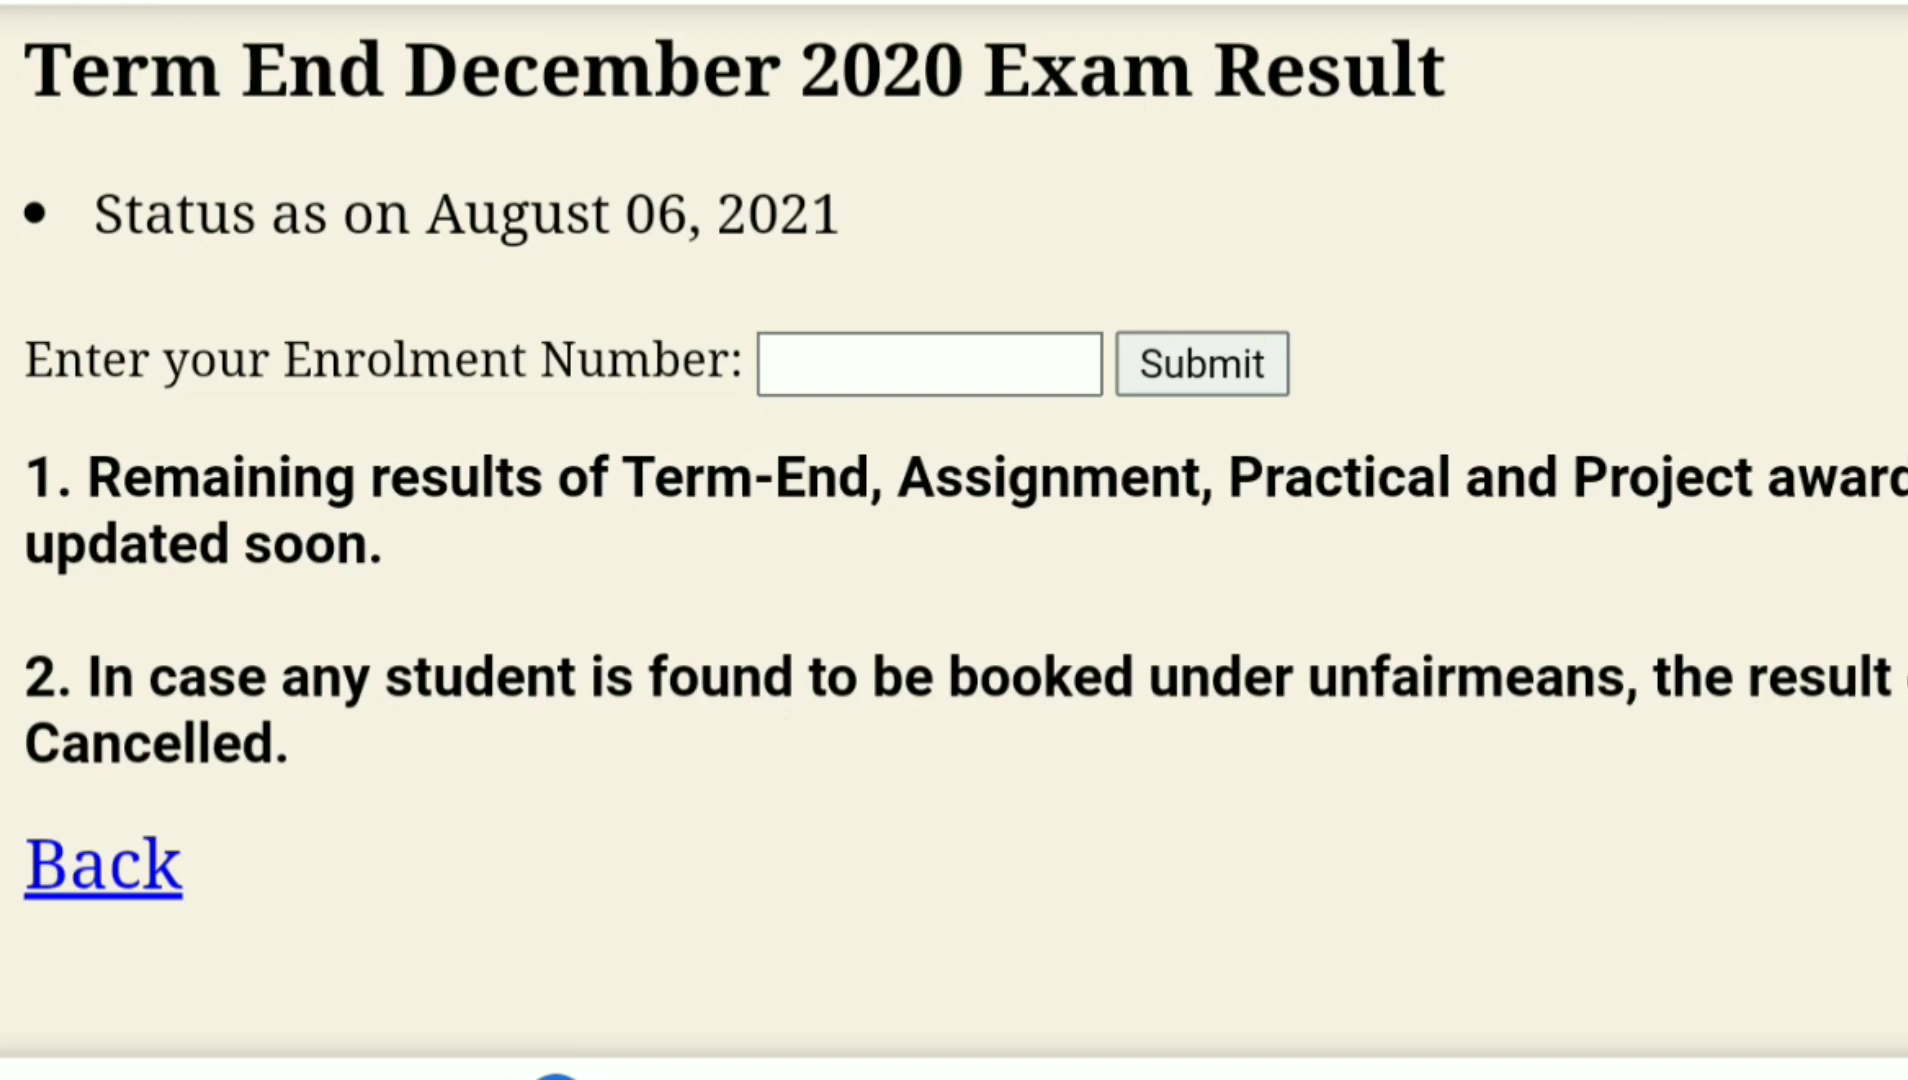 Term End December 2020 Exam Result
• Status as on August 06, 2021
Enter your Enrolment Number: Submit
1. Remaining results of Term-End, Assignment, Practical and Project award
updated soon.
2. In case any student is found to be booked under unfairmeans, the result
Cancelled.
Back